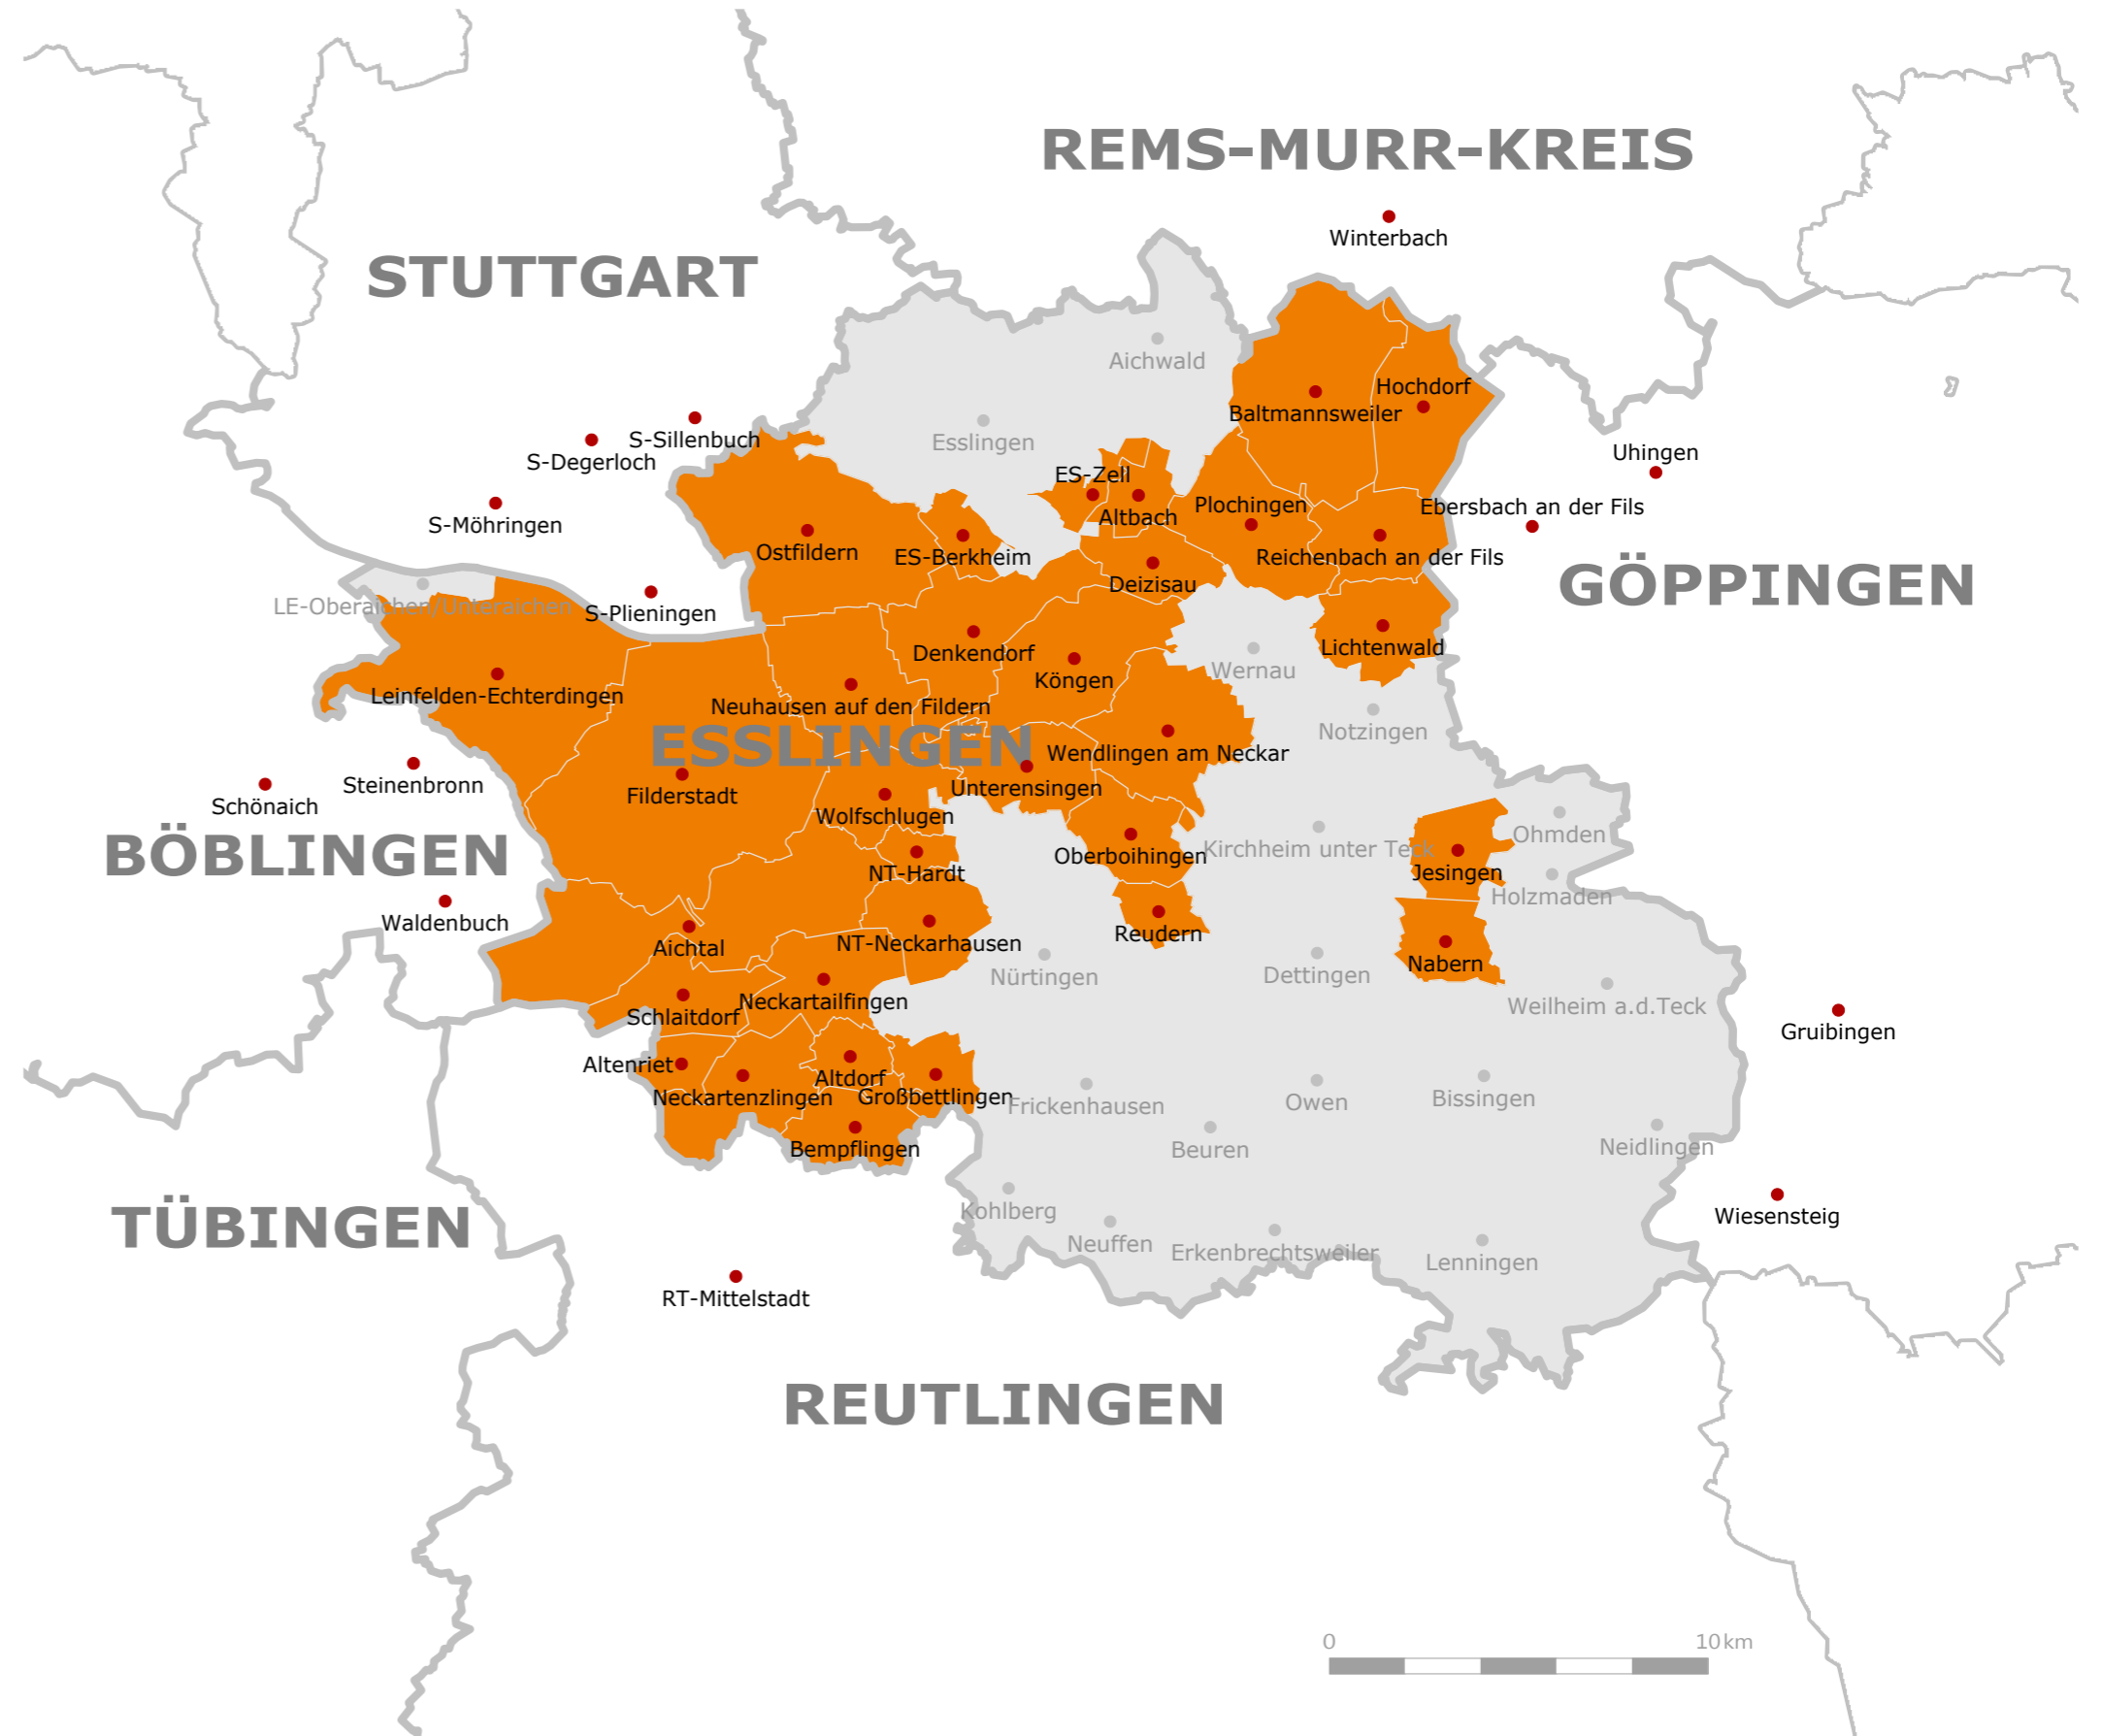 REMS-MURR-KREIS
Winterbach
STUTTGART
Aichwald
Hochdorf
Baltmannsweiler
S-Sillenbuch
Esslingen
S-Degerloch
Uhingen
ES-Zell
Plochingen
Ebersbach an der Fils
Altbach
S-Möhringen
Ostfildern
ES-Berkheim
Reichenbach an der Fils
Deizisau
GÖPPINGEN
LE-Oberaichen/Unteraichen
S-Plieningen
Denkendorf
Lichtenwald
Wernau
Köngen
Leinfelden-Echterdingen
Neuhausen auf den Fildern
Notzingen
ESSLINGEN
Wendlingen am Neckar
Steinenbronn
Unterensingen
Filderstadt
Schönaich
Wolfschlugen
Ohmden
BÖBLINGEN
Kirchheim unter Teck
Oberboihingen
NT-Hardt
Jesingen
Holzmaden
Waldenbuch
Reudern
NT-Neckarhausen
Aichtal
Nabern
Dettingen
Nürtingen
Neckartailfingen
Weilheim a.d.Teck
Schlaitdorf
Gruibingen
Altenriet
Altdorf
Neckartenzlingen
Großbettlingen
Frickenhausen
Owen
Bissingen
Neidlingen
Bempflingen
Beuren
TÜBINGEN
Kohlberg
Wiesensteig
Neuffen
Erkenbrechtsweiler
Lenningen
RT-Mittelstadt
REUTLINGEN
0
10km